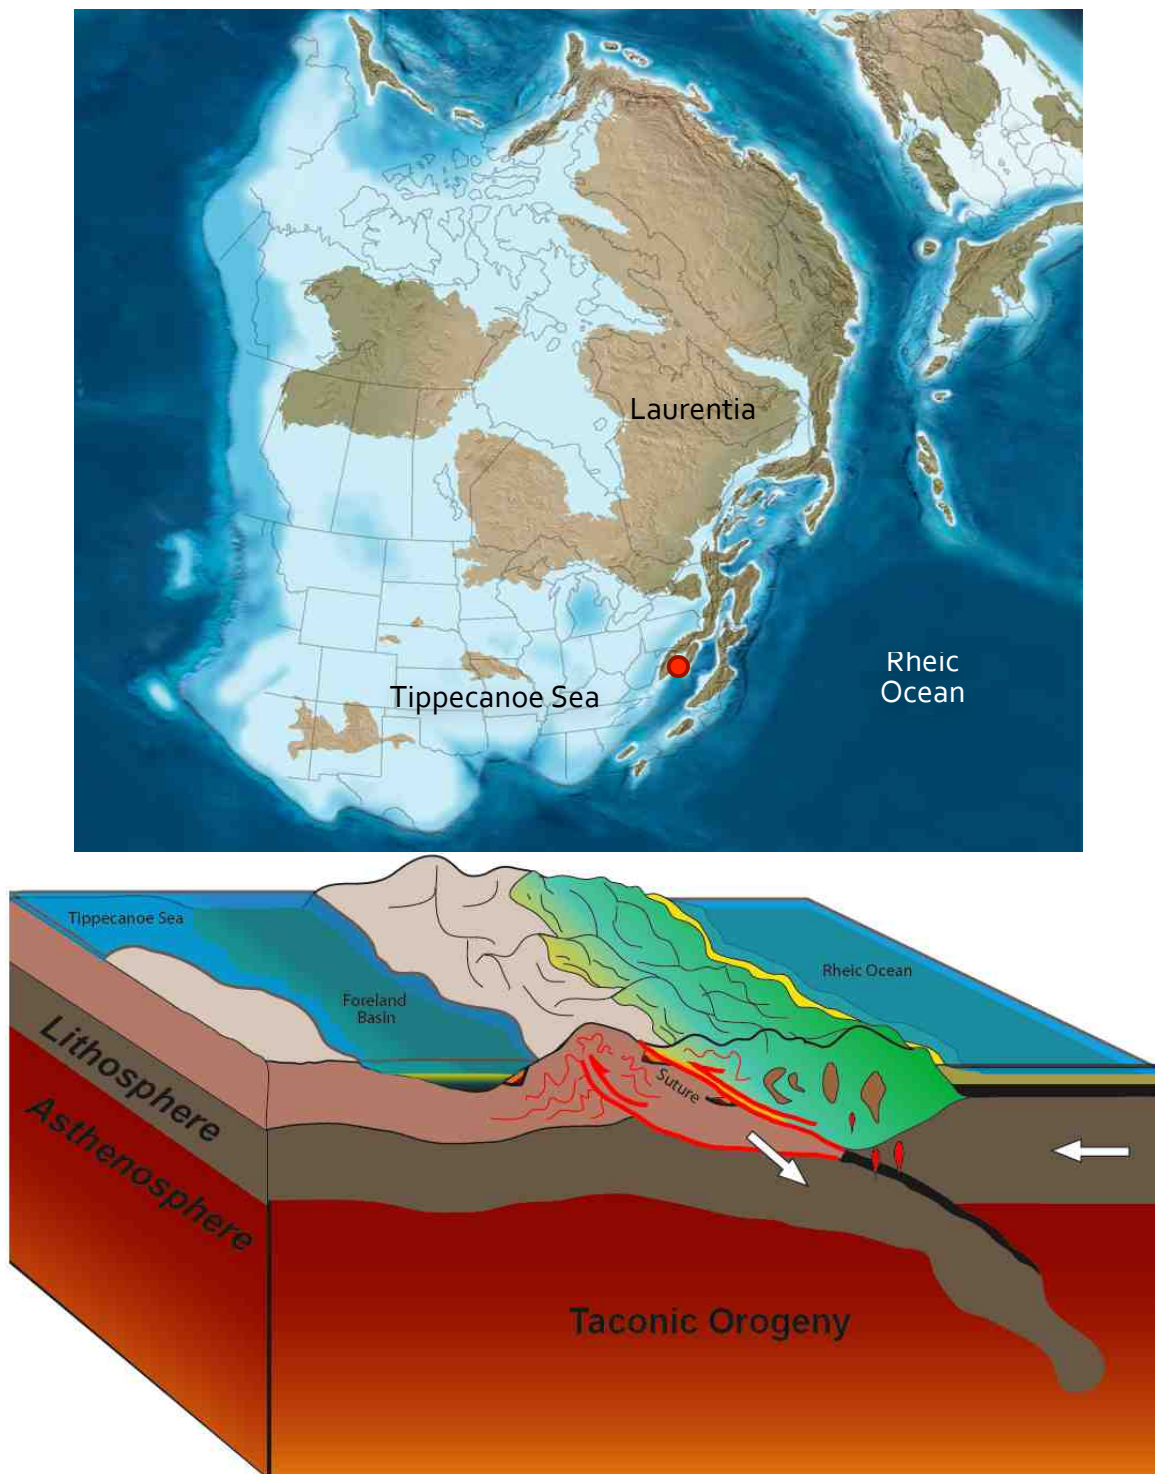 Laurentia
Rheic
Ocean
Tippecanoe Sea
Tippecanoe Sea
Rheic Ocean
Foreland
Basin
Lithosphere
Suture
Asthenosphere
Taconic Orogeny